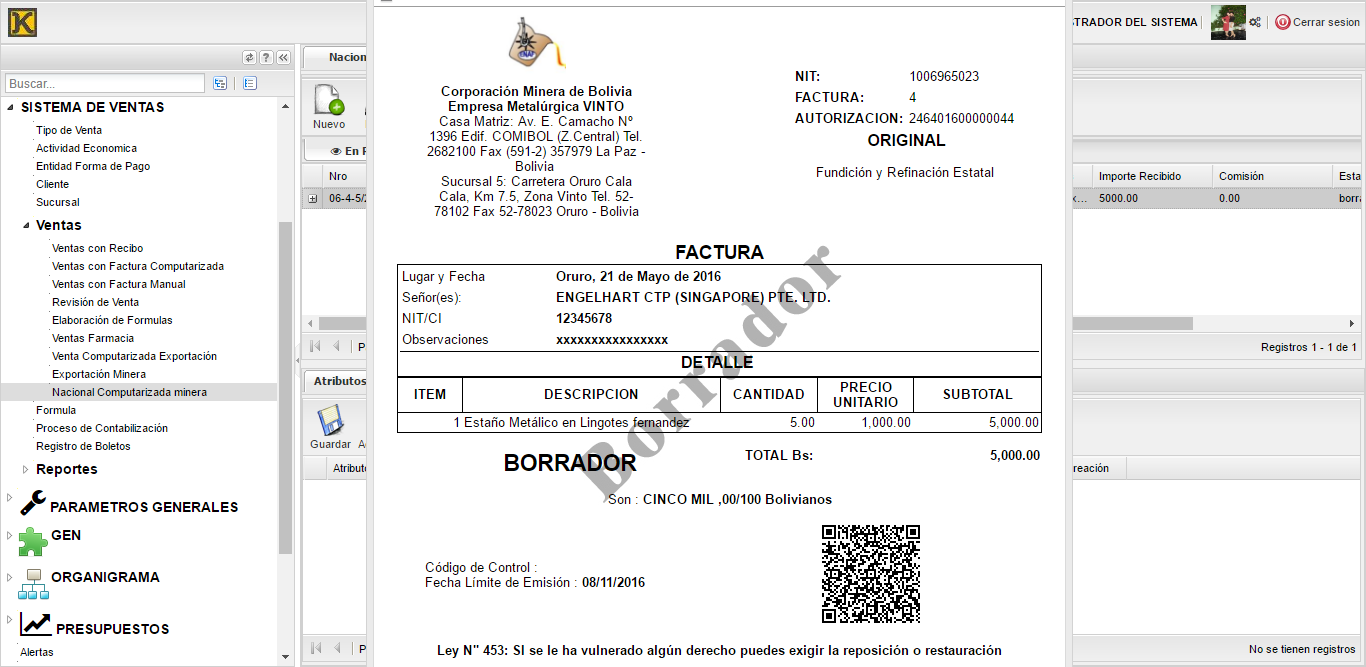 TRADOR DEL SISTEMA
Cerrar sesion
Buscar...
SISTEMA DE VENTAS
Tipo de Venta
Actividad Economica
Entidad Forma de Pago
Cliente
Sucursal
Ventas
Ventas con Recibo
Ventas con Factura Computarizada
Ventas con Factura Manual
Revisión de Venta
Elaboración de Formulas
Ventas Farmacia
Venta Computarizada Exportación
Exportación Minera
Nacional Computarizada minera
Formula
Proceso de Contabilización
Registro de Boletos
Reportes
PARAMETROS GENERALES
GEN
ORGANIGRAMA
PRESUPUESTOS
Alertas
Nacion
Nuevo
En P
Nro
06-4-5/2
P
Atributos
Guardar A
Atributo
P
Corporación Minera de Bolivia
Empresa Metalúrgica VINTO
Casa Matriz: Av. E. Camacho Nº
1396 Edif. COMIBOL (Z.Central) Tel.
2682100 Fax (591-2) 357979 La Paz -
Bolivia
Sucursal 5: Carretera Oruro Cala
Cala, Km 7.5, Zona Vinto Tel. 52-
78102 Fax 52-78023 Oruro - Bolivia
NIT: 1006965023
FACTURA: 4
AUTORIZACION: 246401600000044
ORIGINAL
Fundición y Refinación Estatal
FACTURA
Lugar y Fecha Oruro, 21 de Mayo de 2016
Señor(es): ENGELHART CTP (SINGAPORE) PTE. LTD.
NIT/CI 12345678
Observaciones xxxxxxxxxxxxxxxx
DETALLE
ITEM DESCRIPCION CANTIDAD PRECIO UNITARIO SUBTOTAL
1 Estaño Metálico en Lingotes fernandez 5.00 1,000.00 5,000.00
Borrador
BORRADOR
TOTAL Bs: 5,000.00
Son : CINCO MIL ,00/100 Bolivianos
Código de Control :
Fecha Límite de Emisión : 08/11/2016
Ley N" 453: SI se le ha vulnerado algún derecho puedes exigir la reposición o restauración
Importe Recibido Comisión Esta
x... 5000.00 0.00 borra
Registros 1 - 1 de 1
reación
No se tienen registros